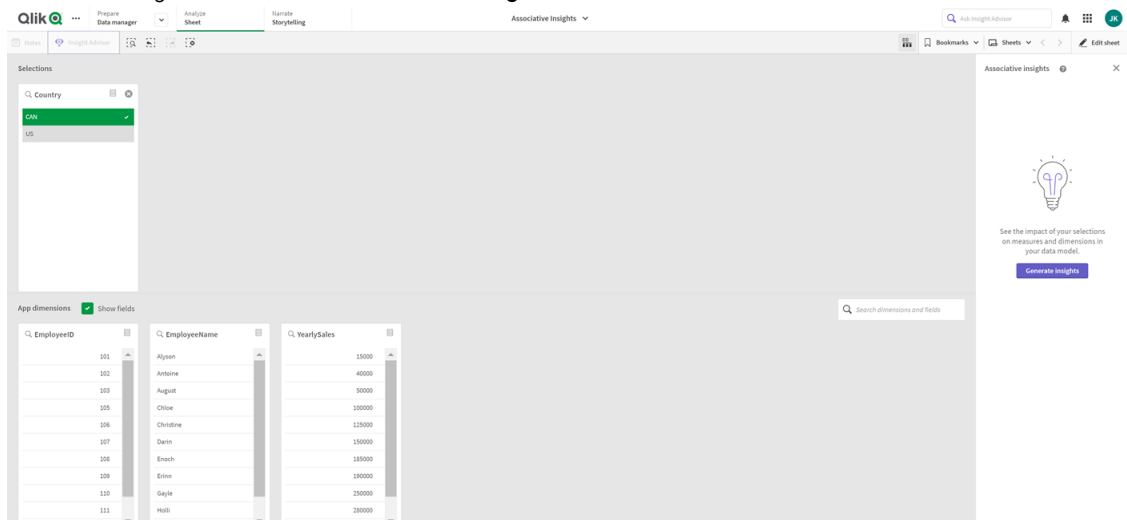 Qlik
Prepare
Data manager
Analyze
Sheet
Narrate
Storytelling
Associative Insights
Ask Insight Advisor
JK
Notes
Insight Advisor
Bookmarks
Sheets
Edit sheet
Selections
Associative insights
Country
CAN
US
See the impact of your selections
on measures and dimensions in
your data model.
Generate insights
App dimensions
Show fields
Search dimensions and fields
EmployeeID
EmployeeName
YearlySales
101 Alyson 15000
102 Antoine 40000
103 August 50000
105 Chloe 100000
106 Christine 125000
107 Darin 150000
108 Enoch 185000
109 Erinn 190000
110 Gayle 250000
111 Holli 280000